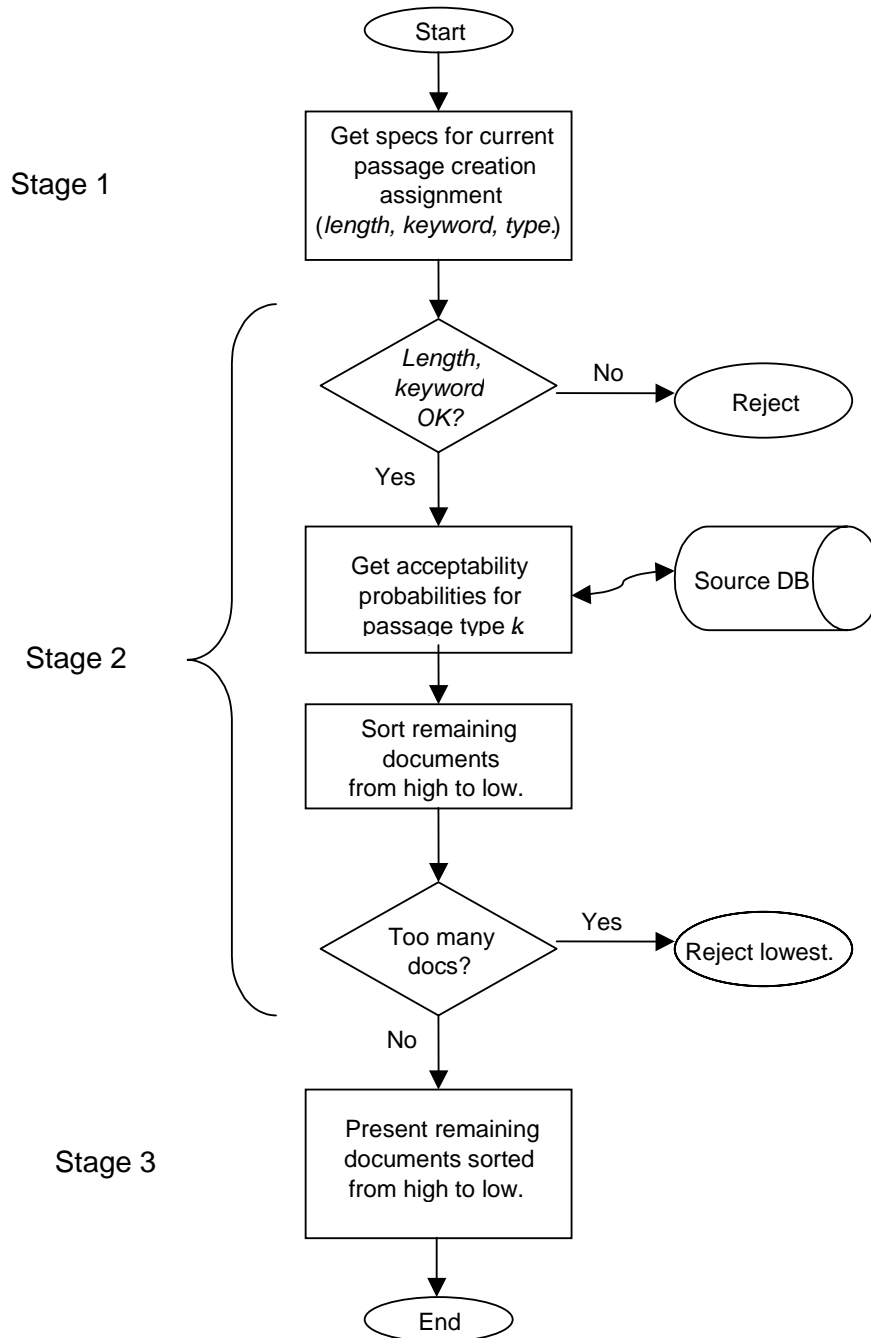 Start
Stage 1
Get specs for current
passage creation
assignment
(length, keyword, type.)
Length,
keyword
OK?
No
Reject
Yes
Stage 2
Get acceptability
probabilities for
passage type k
Source DB
Sort remaining
documents
from high to low.
Too many
docs?
Yes
Reject lowest.
No
Stage 3
Present remaining
documents sorted
from high to low.
End